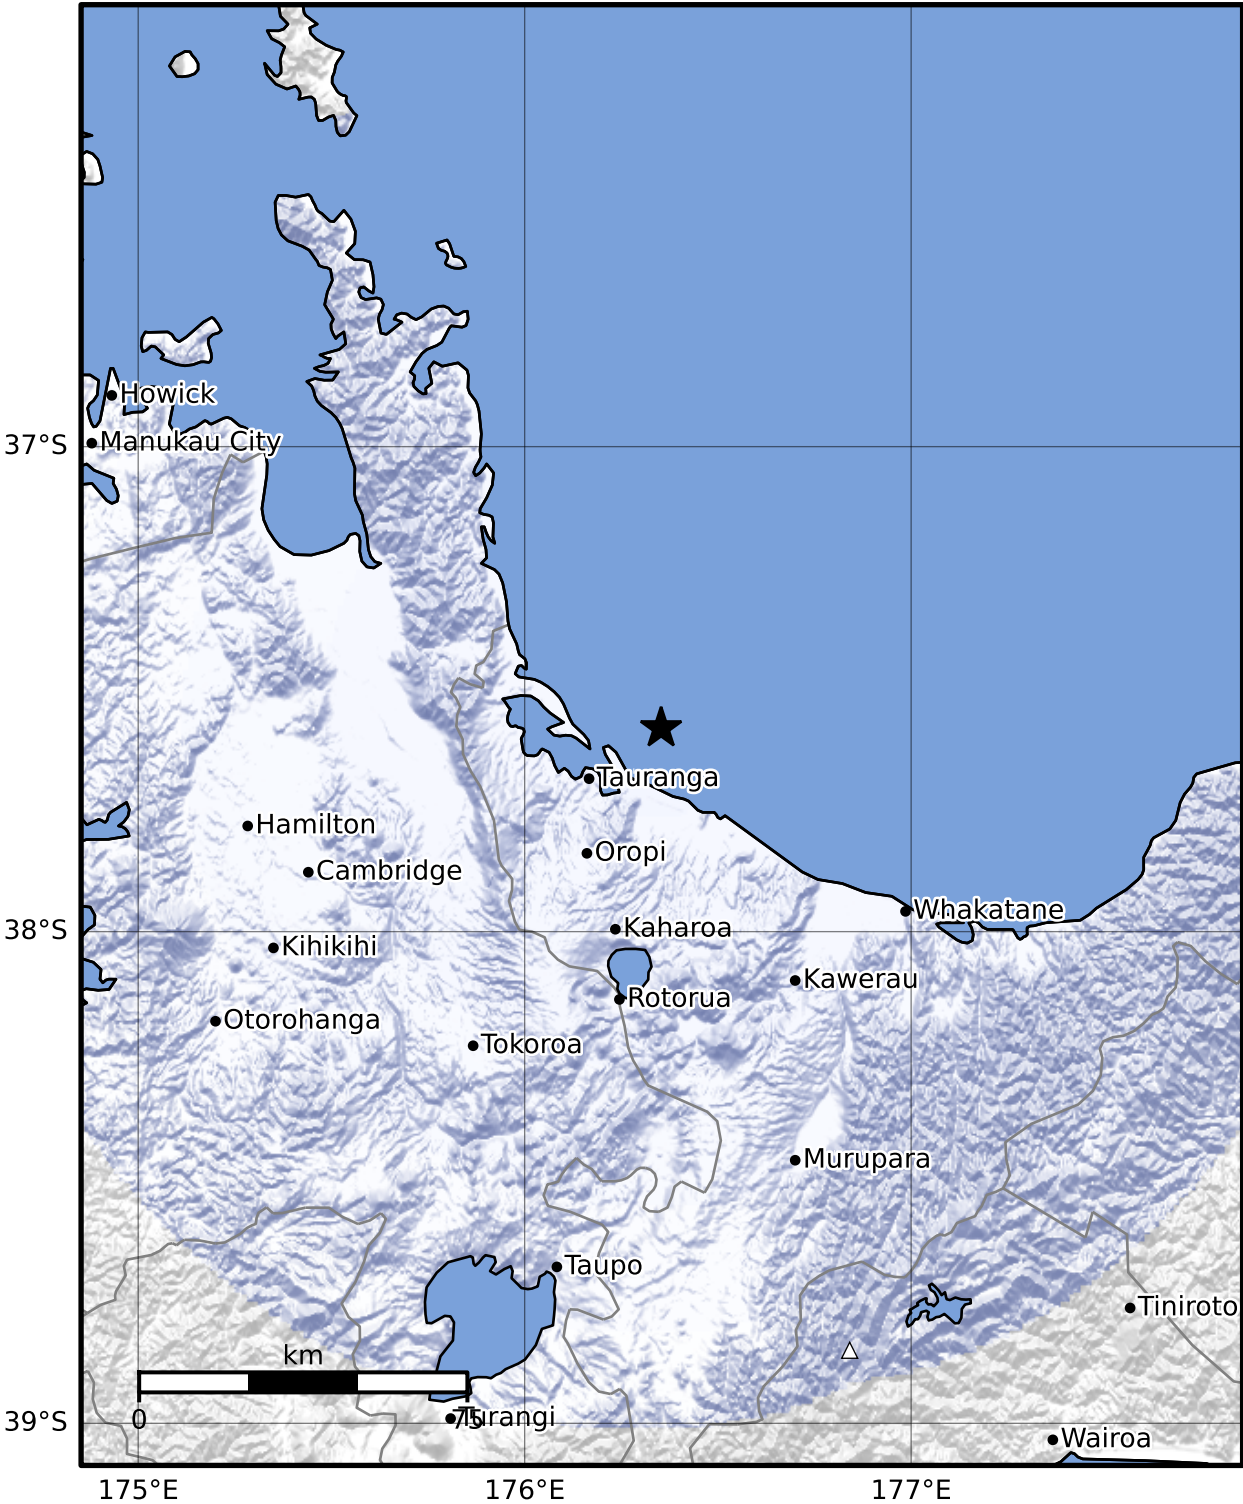 Howick
Manukau City
37°S
Tauranga
Hamilton
Oropi
Cambridge
Whakatane
Kaharoa
38°S
Kihikihi
Kawerau
Rotorua
Otorohanga
Tokoroa
Murupara
Taupo
Tiniroto
km
0
75
Turangi
39°S
Wairoa
175°E
176°E
177°E